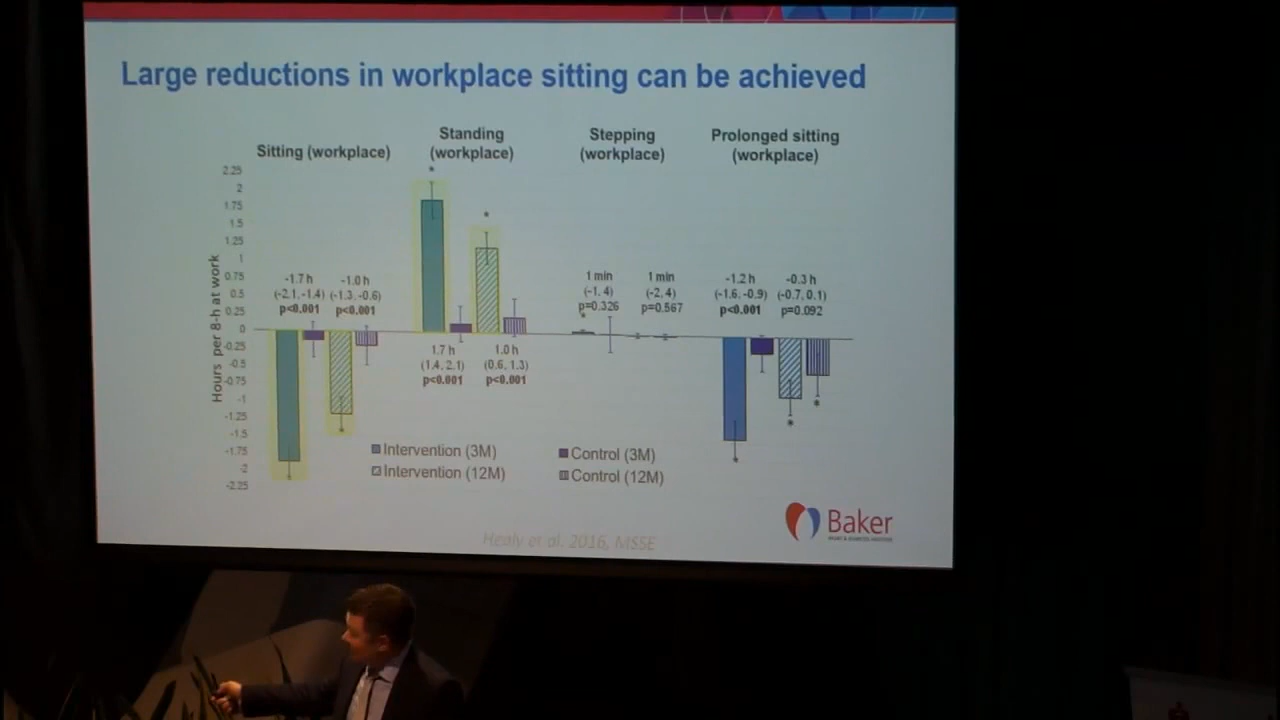 Large reductions in workplace sitting can be achieved
Sitting (workplace)
Standing
(workplace)
Stepping
(workplace)
Prolonged sitting
(workplace)
Hours per 8-h at work
2.25
2
1.75
1.5
1.25
1
0.75
0.5
0.25
0
-0.25
-0.5
-0.75
-1
-1.25
-1.5
-1.75
-2
-2.25
-1.7 h
(-2.1,-1.4)
p<0.001
-1.0 h
(-1.3, -0.6)
p<0.001
*
*
*
*
1.7 h
(1.4, 2.1)
p<0.001
1.0 h
(0.6, 1.3)
p<0.001
1 min
(-1, 4)
p=0.326
*
1 min
(-2, 4)
p=0.567
-1.2 h
(-1.6, -0.9)
p<0.001
-0.3 h
(-0.7, 0.1)
p=0.092
*
*
*
Intervention (3M)
Control (3M)
Intervention (12M)
Control (12M)
Baker
Healy et al. 2016, MSSE